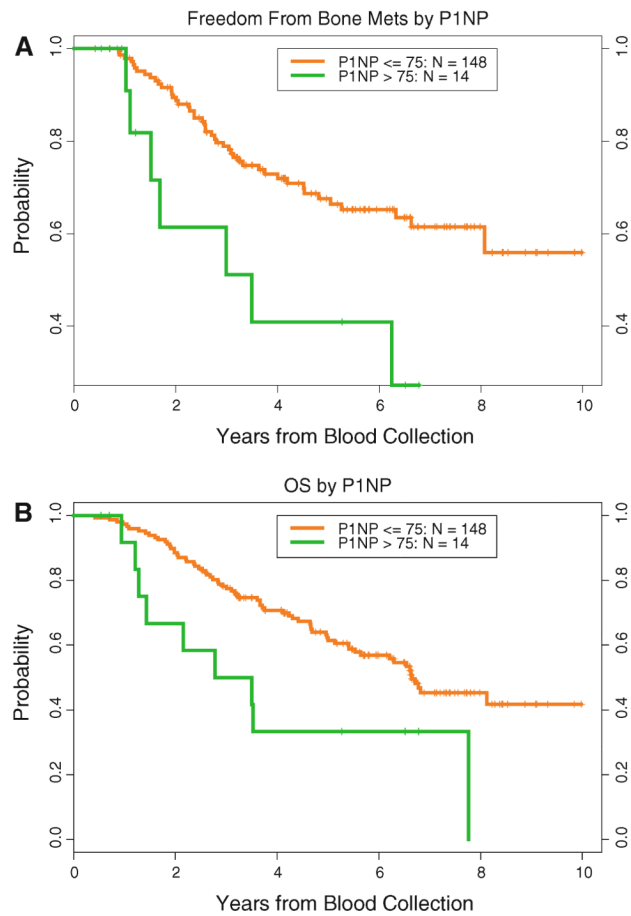 Freedom From Bone Mets by P1NP
A
P1NP <= 75: N = 148
P1NP > 75: N = 14
Probability
1.0
0.8
0.6
0.4
1.0
0.8
0.6
0.4
0 2 4 6 8 10
Years from Blood Collection
OS by P1NP
B
P1NP <= 75: N = 148
P1NP > 75: N = 14
Probability
1.0
0.8
0.6
0.4
0.2
0.0
1.0
0.8
0.6
0.4
0.2
0.0
0 2 4 6 8 10
Years from Blood Collection